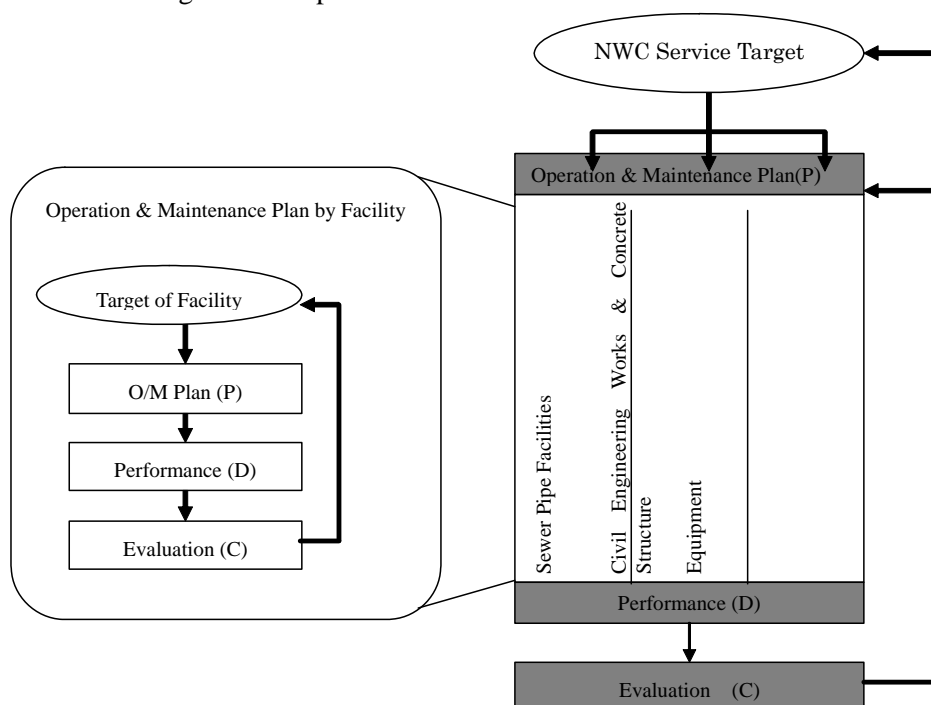 NWC Service Target
Operation & Maintenance Plan(P)
Operation & Maintenance Plan by Facility
Target of Facility
O/M Plan (P)
Performance (D)
Evaluation (C)
Sewer Pipe Facilities
Civil Engineering Works & Concrete
Structure
Equipment
Performance (D)
Evaluation (C)